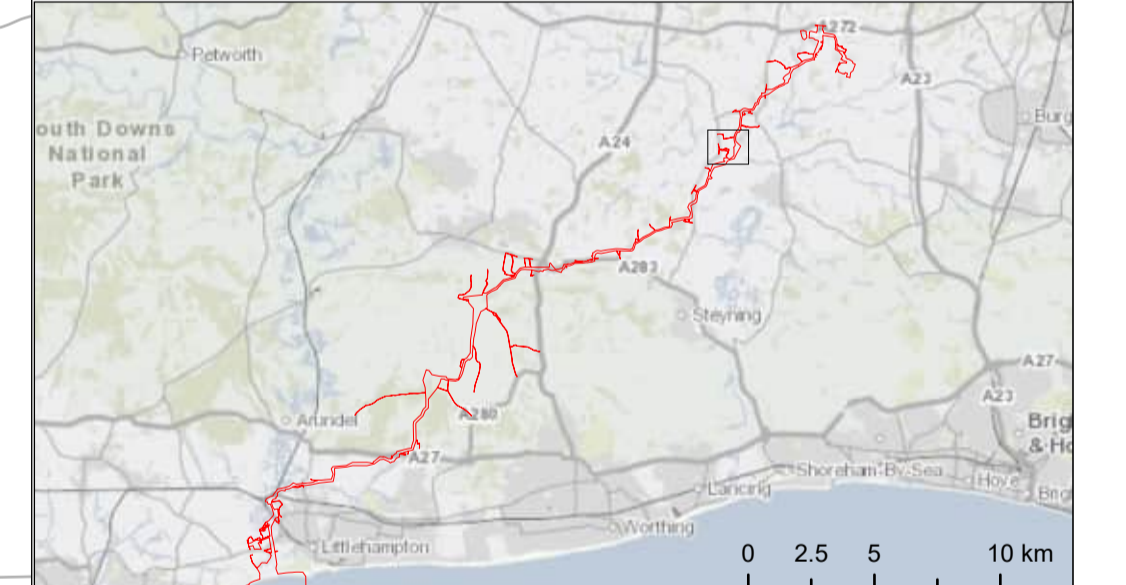 A272
Petworth
A23
Burg
outh Downs
National
Park
A24
A283
Steyning
A27
A23
Arundel
A280
Brig
& Ho
A27
Shoreham-By-Sea
Hove
Lancing
Brig
Worthing
Littlehampton
0 2.5 5 10 km